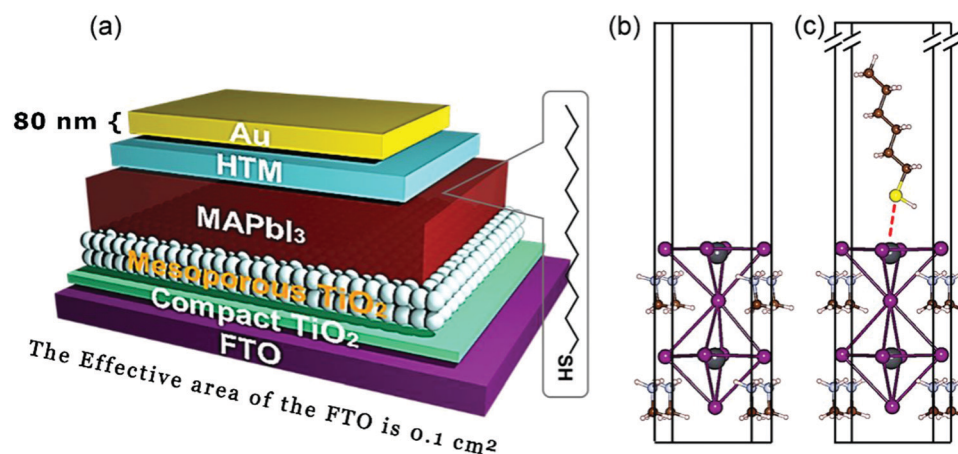 (a)
80 nm {
Au
HTM
MAPbI₃
Mesoporous TiO₂
Compact TiO₂
FTO
The Effective area of the FTO is 0.1 cm²
HS
(b)
(c)